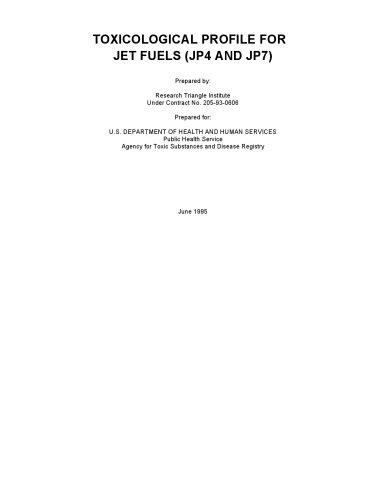 TOXICOLOGICAL PROFILE FOR
JET FUELS (JP4 AND JP7)
Prepared by:
Research Triangle Institute
Under Contract No. 205-93-0606
Prepared for:
U.S. DEPARTMENT OF HEALTH AND HUMAN SERVICES
Public Health Service
Agency for Toxic Substances and Disease Registry
June 1995